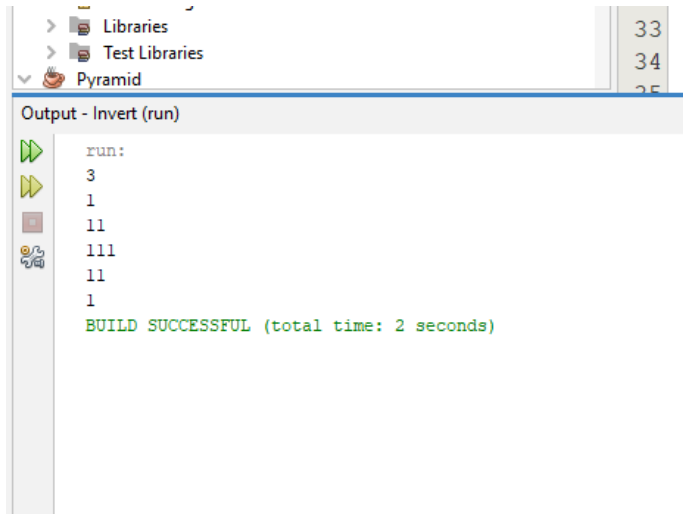 Libraries
Test Libraries
Pyramid
33
34
Output - Invert (run)
run:
3
1
11
111
11
1
BUILD SUCCESSFUL (total time: 2 seconds)